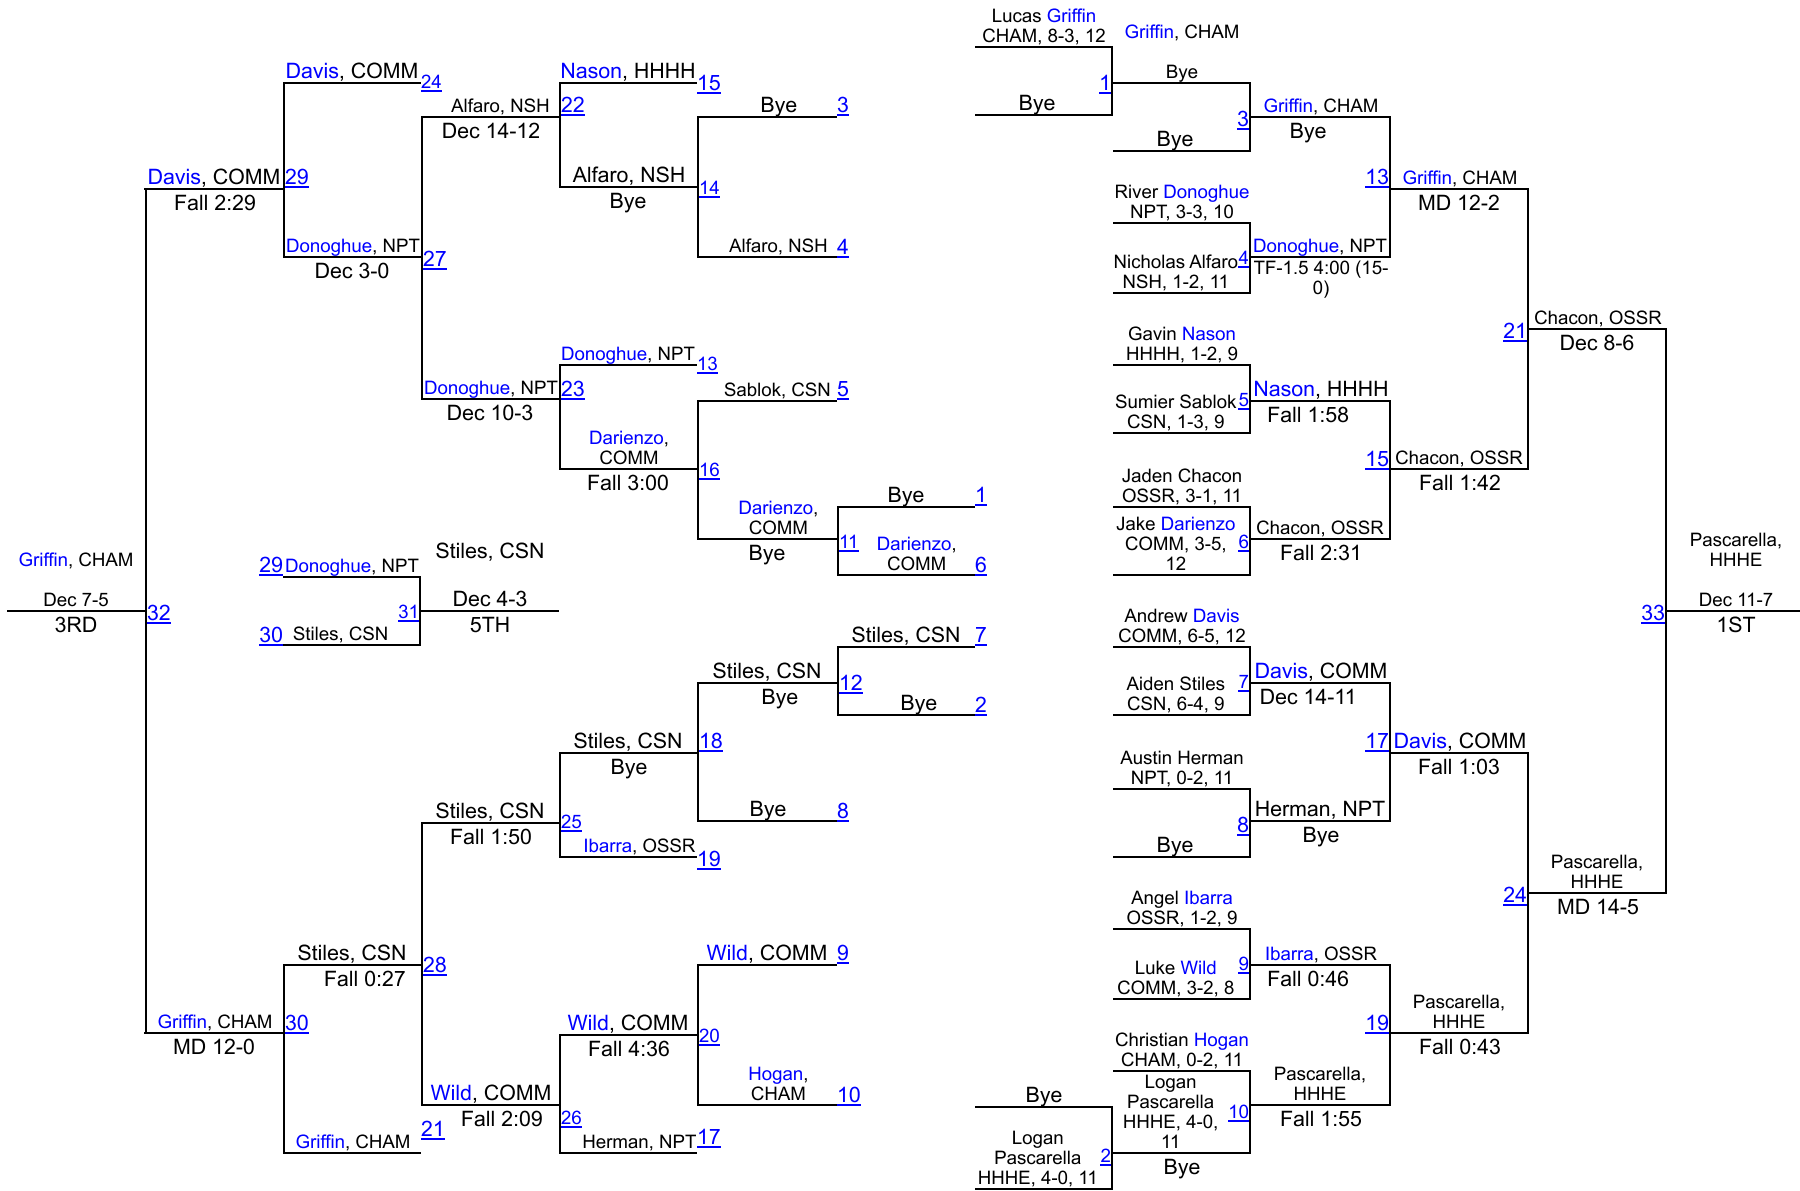 Lucas Griffin
CHAM, 8-3, 12
Griffin, CHAM
1
Bye
Bye
3
Griffin, CHAM
Bye
Bye
River Donoghue
NPT, 3-3, 10
4
Donoghue, NPT
TF-1.5 4:00 (15-
0)
Nicholas Alfaro
NSH, 1-2, 11
13
Griffin, CHAM
MD 12-2
Gavin Nason
HHHH, 1-2, 9
5
Nason, HHHH
Fall 1:58
Sumier Sablok
CSN, 1-3, 9
15
Chacon, OSSR
Fall 1:42
Jaden Chacon
OSSR, 3-1, 11
6
Chacon, OSSR
Fall 2:31
Jake Darienzo
COMM, 3-5,
12
21
Chacon, OSSR
Dec 8-6
Andrew Davis
COMM, 6-5, 12
7
Davis, COMM
Dec 14-11
Aiden Stiles
CSN, 6-4, 9
17
Davis, COMM
Fall 1:03
Austin Herman
NPT, 0-2, 11
8
Herman, NPT
Bye
Bye
24
Pascarella,
HHHE
MD 14-5
Angel Ibarra
OSSR, 1-2, 9
9
Ibarra, OSSR
Fall 0:46
Luke Wild
COMM, 3-2, 8
19
Pascarella,
HHHE
Fall 0:43
Christian Hogan
CHAM, 0-2, 11
10
Pascarella,
HHHE
Fall 1:55
Logan
Pascarella
HHHE, 4-0,
11
Bye
Bye
2
Logan
Pascarella
HHHE, 4-0, 11
33
Pascarella,
HHHE
Dec 11-7
1ST
Davis, COMM
24
Nason, HHHH
15
Bye
3
Alfaro, NSH
22
Dec 14-12
Alfaro, NSH
14
Bye
Alfaro, NSH
4
Davis, COMM
29
Fall 2:29
Donoghue, NPT
27
Dec 3-0
Donoghue, NPT
13
Donoghue, NPT
23
Dec 10-3
Sablok, CSN
5
Darienzo,
COMM
16
Fall 3:00
Darienzo,
COMM
11
Bye
Bye
1
Darienzo,
COMM
6
Griffin, CHAM
Dec 7-5
32
3RD
29
Donoghue, NPT
Stiles, CSN
31
Dec 4-3
5TH
30
Stiles, CSN
Stiles, CSN
7
Stiles, CSN
12
Bye
Bye
2
Stiles, CSN
18
Bye
Bye
8
Stiles, CSN
25
Fall 1:50
Ibarra, OSSR
19
Stiles, CSN
28
Fall 0:27
Wild, COMM
9
Griffin, CHAM
30
MD 12-0
Wild, COMM
20
Fall 4:36
Hogan,
CHAM
10
Wild, COMM
26
Fall 2:09
Griffin, CHAM
21
Herman, NPT
17